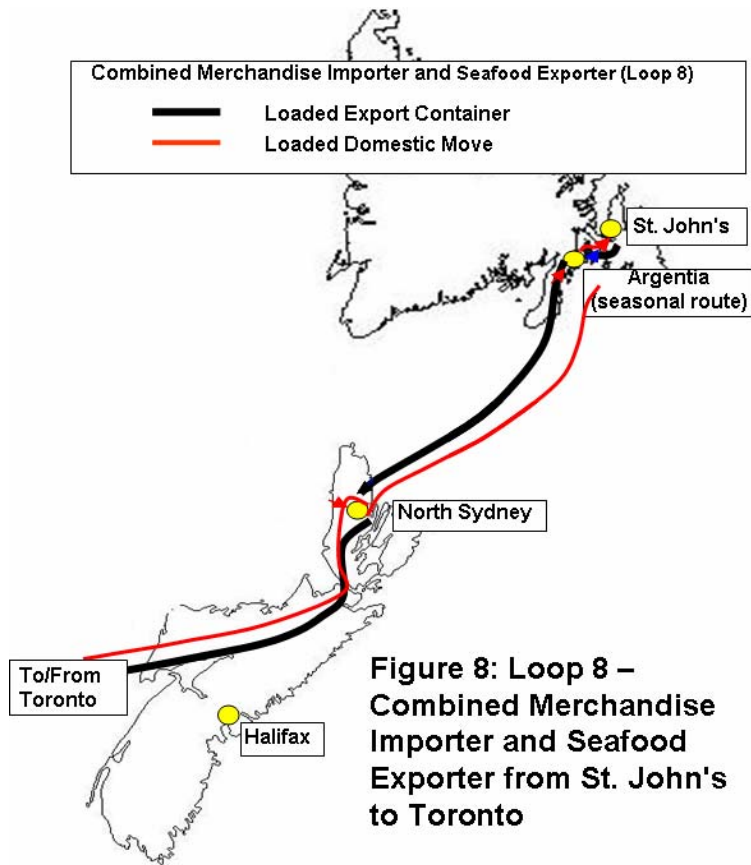 Combined Merchandise Importer and Seafood Exporter (Loop 8)
Loaded Export Container
Loaded Domestic Move
St. John's
Argentia
(seasonal route)
North Sydney
To/From
Toronto
Halifax
Figure 8: Loop 8 –
Combined Merchandise
Importer and Seafood
Exporter from St. John's
to Toronto